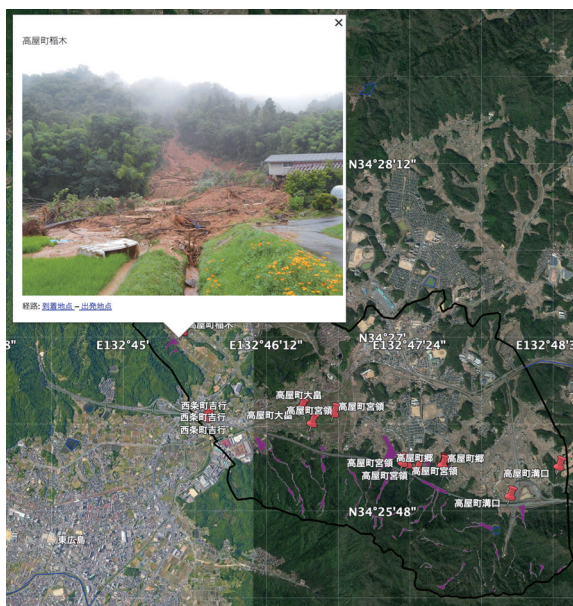 ×
高屋町稲木
経路: 到着地点 – 出発地点
N34°28'12"
高屋町稲木
N34°27'
8"
E132°45'
E132°46'12"
E132°47'24"
E132°48'3
高屋町大畠
西条町吉行
高屋町宮領
高屋町宮領
西条町吉行
高屋町大畠
西条町吉行
高屋町宮領
高屋町郷
高屋町郷
高屋町宮領
高屋町宮領
高屋町溝口
高屋町溝口
N34°25'48"
東広島